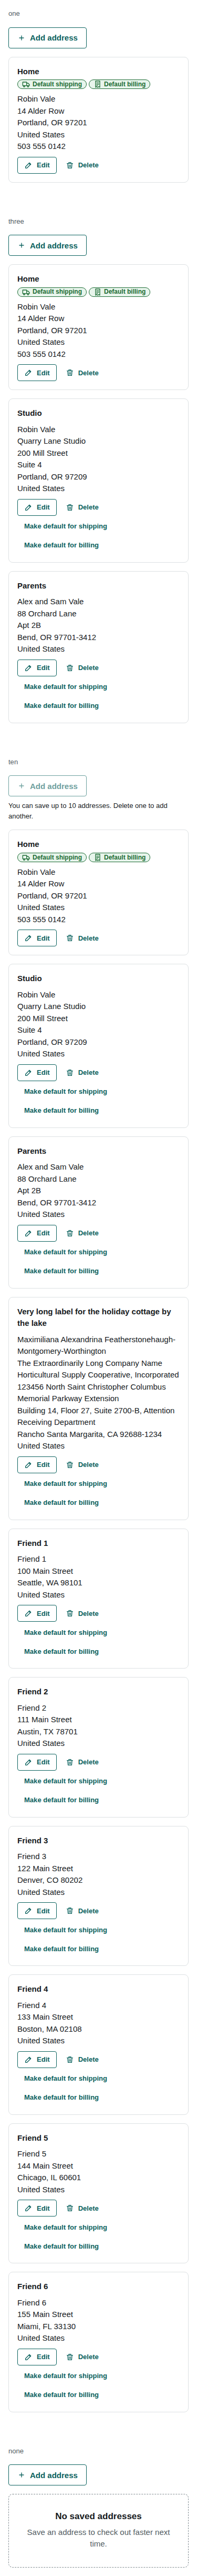 one
Add address
Home
Default shipping Default billing
Robin Vale
14 Alder Row
Portland, OR 97201
United States
503 555 0142
Edit Delete
three
Add address
Home
Default shipping Default billing
Robin Vale
14 Alder Row
Portland, OR 97201
United States
503 555 0142
Edit Delete
Studio
Robin Vale
Quarry Lane Studio
200 Mill Street
Suite 4
Portland, OR 97209
United States
Edit Delete
Make default for shipping
Make default for billing
Parents
Alex and Sam Vale
88 Orchard Lane
Apt 2B
Bend, OR 97701-3412
United States
Edit Delete
Make default for shipping
Make default for billing
ten
Add address
You can save up to 10 addresses. Delete one to add
another.
Home
Default shipping Default billing
Robin Vale
14 Alder Row
Portland, OR 97201
United States
503 555 0142
Edit Delete
Studio
Robin Vale
Quarry Lane Studio
200 Mill Street
Suite 4
Portland, OR 97209
United States
Edit Delete
Make default for shipping
Make default for billing
Parents
Alex and Sam Vale
88 Orchard Lane
Apt 2B
Bend, OR 97701-3412
United States
Edit Delete
Make default for shipping
Make default for billing
Very long label for the holiday cottage by
the lake
Maximiliana Alexandrina Featherstonehaugh-
Montgomery-Worthington
The Extraordinarily Long Company Name
Horticultural Supply Cooperative, Incorporated
123456 North Saint Christopher Columbus
Memorial Parkway Extension
Building 14, Floor 27, Suite 2700-B, Attention
Receiving Department
Rancho Santa Margarita, CA 92688-1234
United States
Edit Delete
Make default for shipping
Make default for billing
Friend 1
Friend 1
100 Main Street
Seattle, WA 98101
United States
Edit Delete
Make default for shipping
Make default for billing
Friend 2
Friend 2
111 Main Street
Austin, TX 78701
United States
Edit Delete
Make default for shipping
Make default for billing
Friend 3
Friend 3
122 Main Street
Denver, CO 80202
United States
Edit Delete
Make default for shipping
Make default for billing
Friend 4
Friend 4
133 Main Street
Boston, MA 02108
United States
Edit Delete
Make default for shipping
Make default for billing
Friend 5
Friend 5
144 Main Street
Chicago, IL 60601
United States
Edit Delete
Make default for shipping
Make default for billing
Friend 6
Friend 6
155 Main Street
Miami, FL 33130
United States
Edit Delete
Make default for shipping
Make default for billing
none
Add address
No saved addresses
Save an address to check out faster next
time.